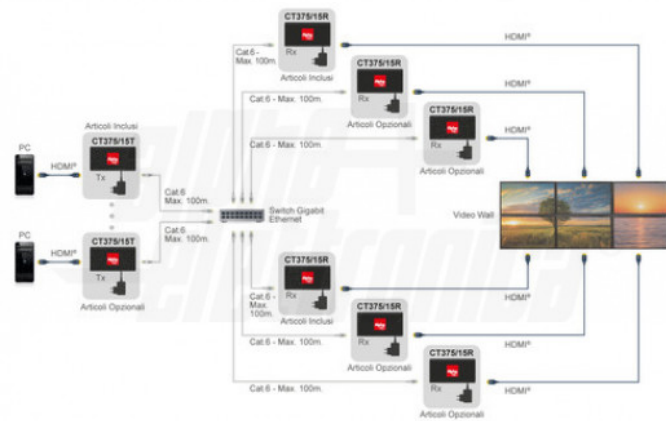 CT375/15R
Cat.6 -
Max. 100m.
Rx
Articoli Inclusi
HDMI®
CT375/15R
Cat.6 - Max. 100m.
Rx
Articoli Opzionali
HDMI®
CT375/15R
Cat.6 - Max. 100m.
Rx
Articoli Opzionali
HDMI®
Articoli Inclusi
PC
CT375/15T
HDMI®
Tx
Cat.6
Max. 100m.
Switch Gigabit
Ethernet
Video Wall
PC
CT375/15T
HDMI®
Tx
Cat.6
Max. 100m.
Articoli Opzionali
CT375/15R
Cat.6 -
Max.
100m.
Rx
Articoli Inclusi
HDMI®
CT375/15R
Cat.6 - Max. 100m.
Rx
Articoli Opzionali
HDMI®
CT375/15R
Cat.6 - Max. 100m.
Rx
Articoli Opzionali
HDMI®